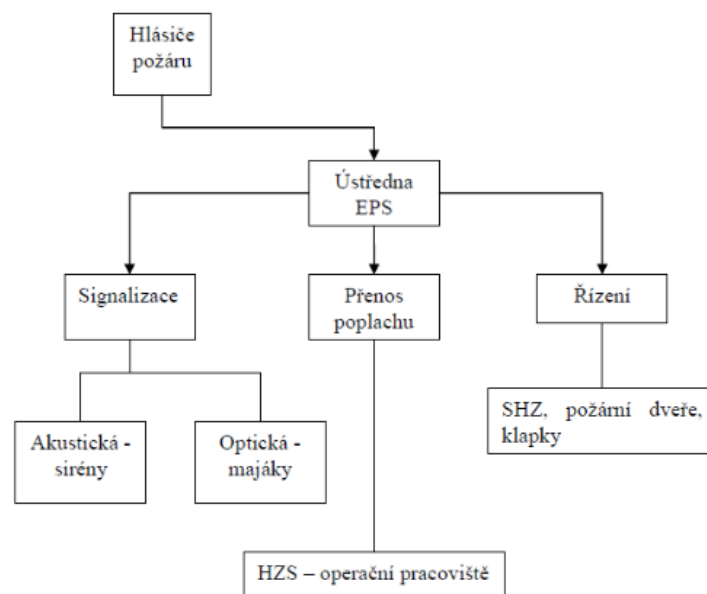 Hlásiče
požáru
Ústředna
EPS
Signalizace
Přenos
poplachu
Řízení
Akustická -
sirény
Optická -
majáky
SHZ, požární dveře,
klapky
HZS – operační pracoviště